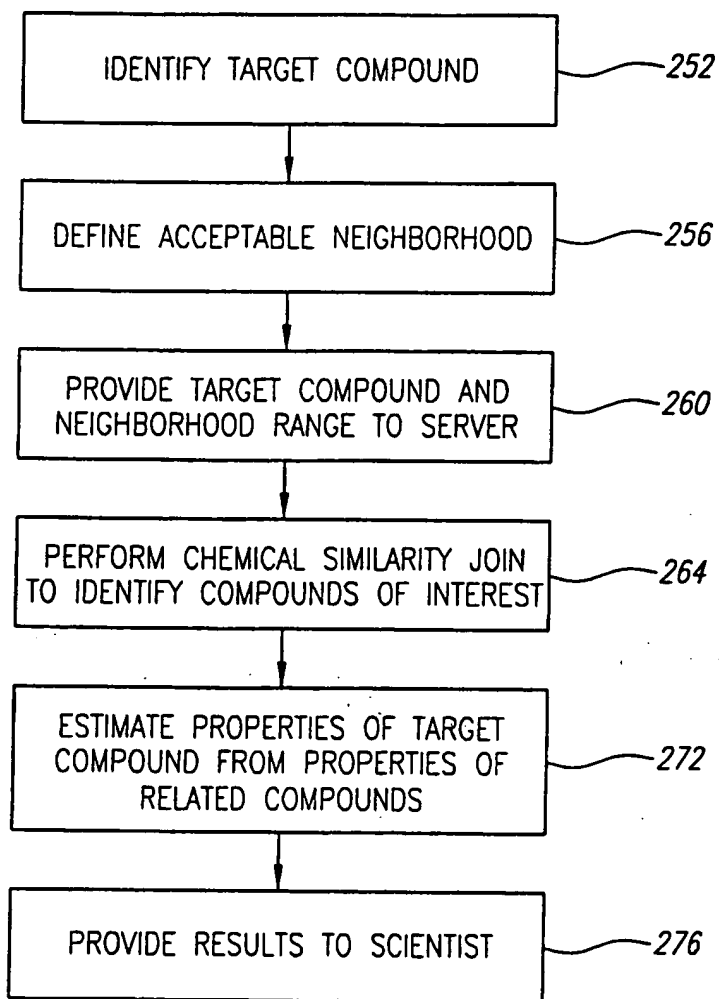 IDENTIFY TARGET COMPOUND
252
DEFINE ACCEPTABLE NEIGHBORHOOD
256
PROVIDE TARGET COMPOUND AND
NEIGHBORHOOD RANGE TO SERVER
260
PERFORM CHEMICAL SIMILARITY JOIN
TO IDENTIFY COMPOUNDS OF INTEREST
264
ESTIMATE PROPERTIES OF TARGET
COMPOUND FROM PROPERTIES OF
RELATED COMPOUNDS
272
PROVIDE RESULTS TO SCIENTIST
276